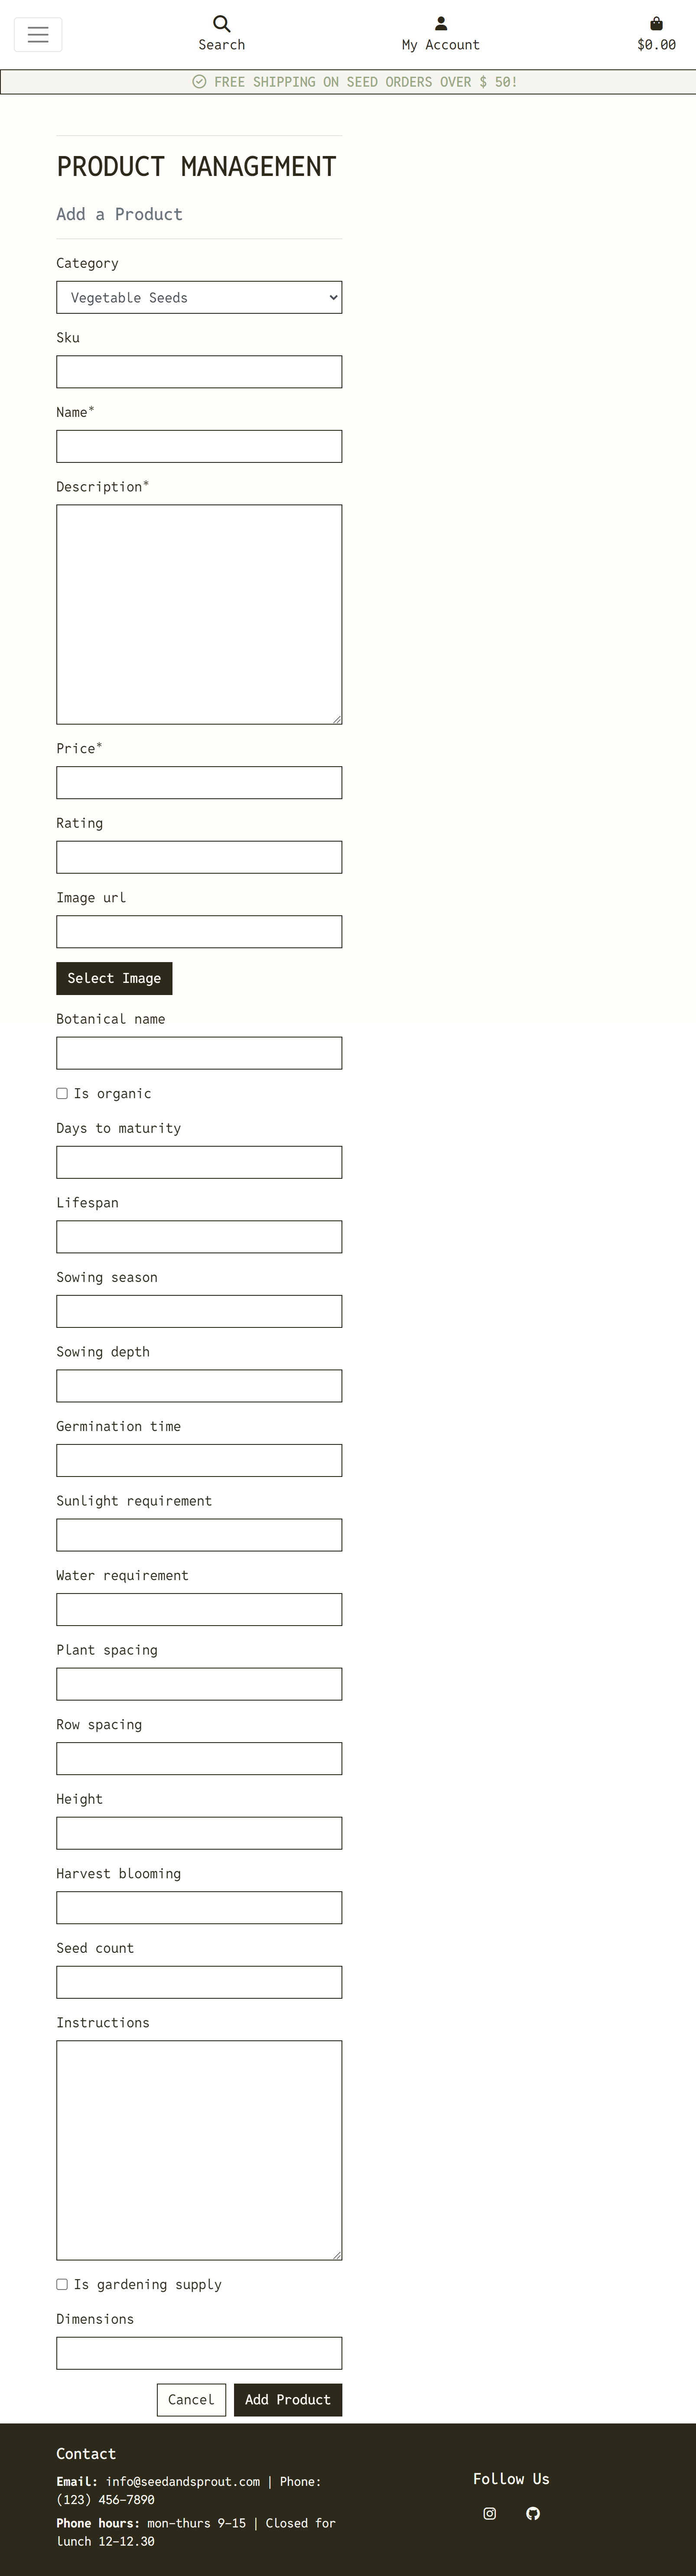 Search
My Account
$0.00
FREE SHIPPING ON SEED ORDERS OVER $ 50!
PRODUCT MANAGEMENT
Add a Product
Category
Vegetable Seeds
Sku
Name*
Description*
Price*
Rating
Image url
Select Image
Botanical name
Is organic
Days to maturity
Lifespan
Sowing season
Sowing depth
Germination time
Sunlight requirement
Water requirement
Plant spacing
Row spacing
Height
Harvest blooming
Seed count
Instructions
Is gardening supply
Dimensions
Cancel
Add Product
Contact
Email: info@seedandsprout.com | Phone:
(123) 456-7890
Phone hours: mon-thurs 9-15 | Closed for
lunch 12-12.30
Follow Us